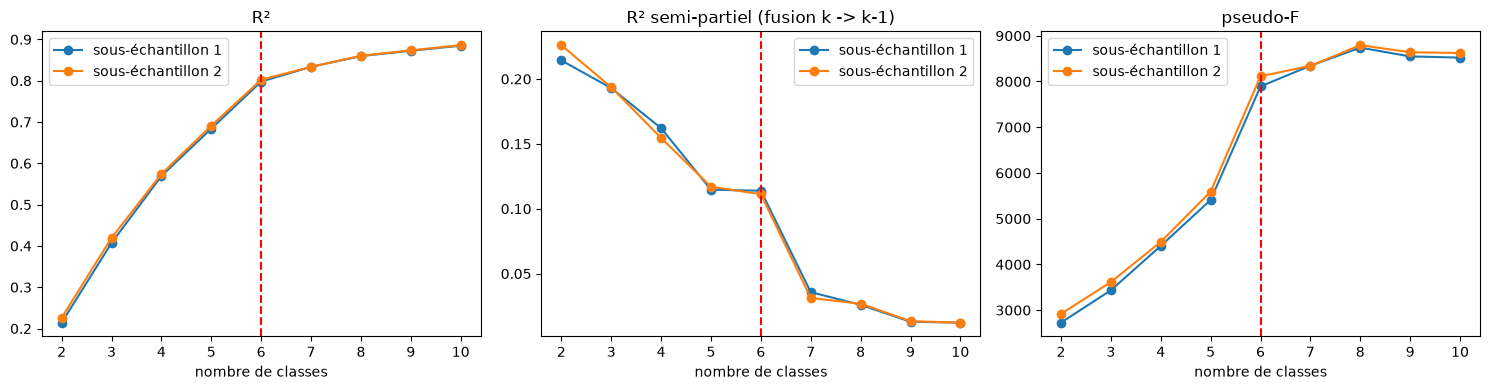 R²
sous-échantillon 1
sous-échantillon 2
0.9
0.8
0.7
0.6
0.5
0.4
0.3
0.2
2 3 4 5 6 7 8 9 10
nombre de classes
R² semi-partiel (fusion k -> k-1)
sous-échantillon 1
sous-échantillon 2
0.20
0.15
0.10
0.05
2 3 4 5 6 7 8 9 10
nombre de classes
pseudo-F
sous-échantillon 1
sous-échantillon 2
9000
8000
7000
6000
5000
4000
3000
2 3 4 5 6 7 8 9 10
nombre de classes